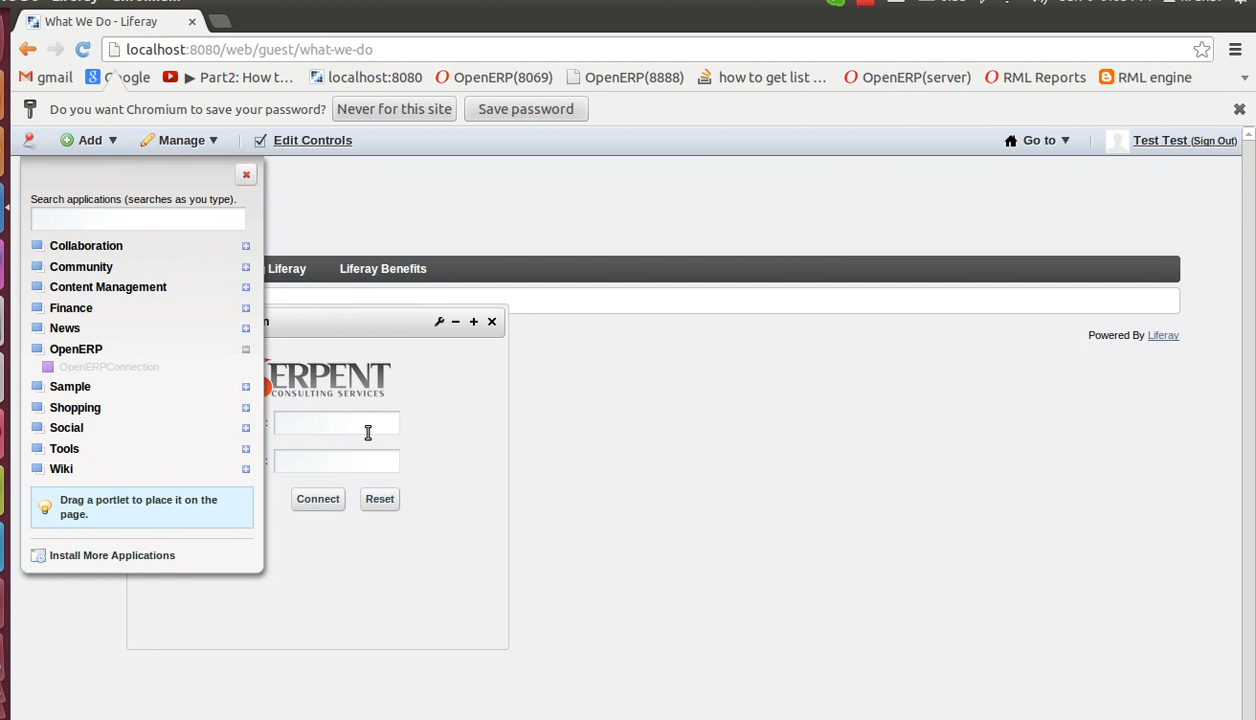 What We Do - Liferay
localhost:8080/web/guest/what-we-do
gmail Google Part2: How t... localhost:8080 OpenERP(8069) OpenERP(8888) how to get list ... OpenERP(server) RML Reports RML engine
Do you want Chromium to save your password? Never for this site Save password
Add Manage Edit Controls Go to Test Test (Sign Out)
Search applications (searches as you type).
Collaboration
Community
Content Management
Finance
News
OpenERP
OpenERPConnection
Sample
Shopping
Social
Tools
Wiki
Drag a portlet to place it on the
page.
Install More Applications
Liferay Liferay Benefits
Powered By Liferay
n
ERPENT
CONSULTING SERVICES
:
:
Connect Reset